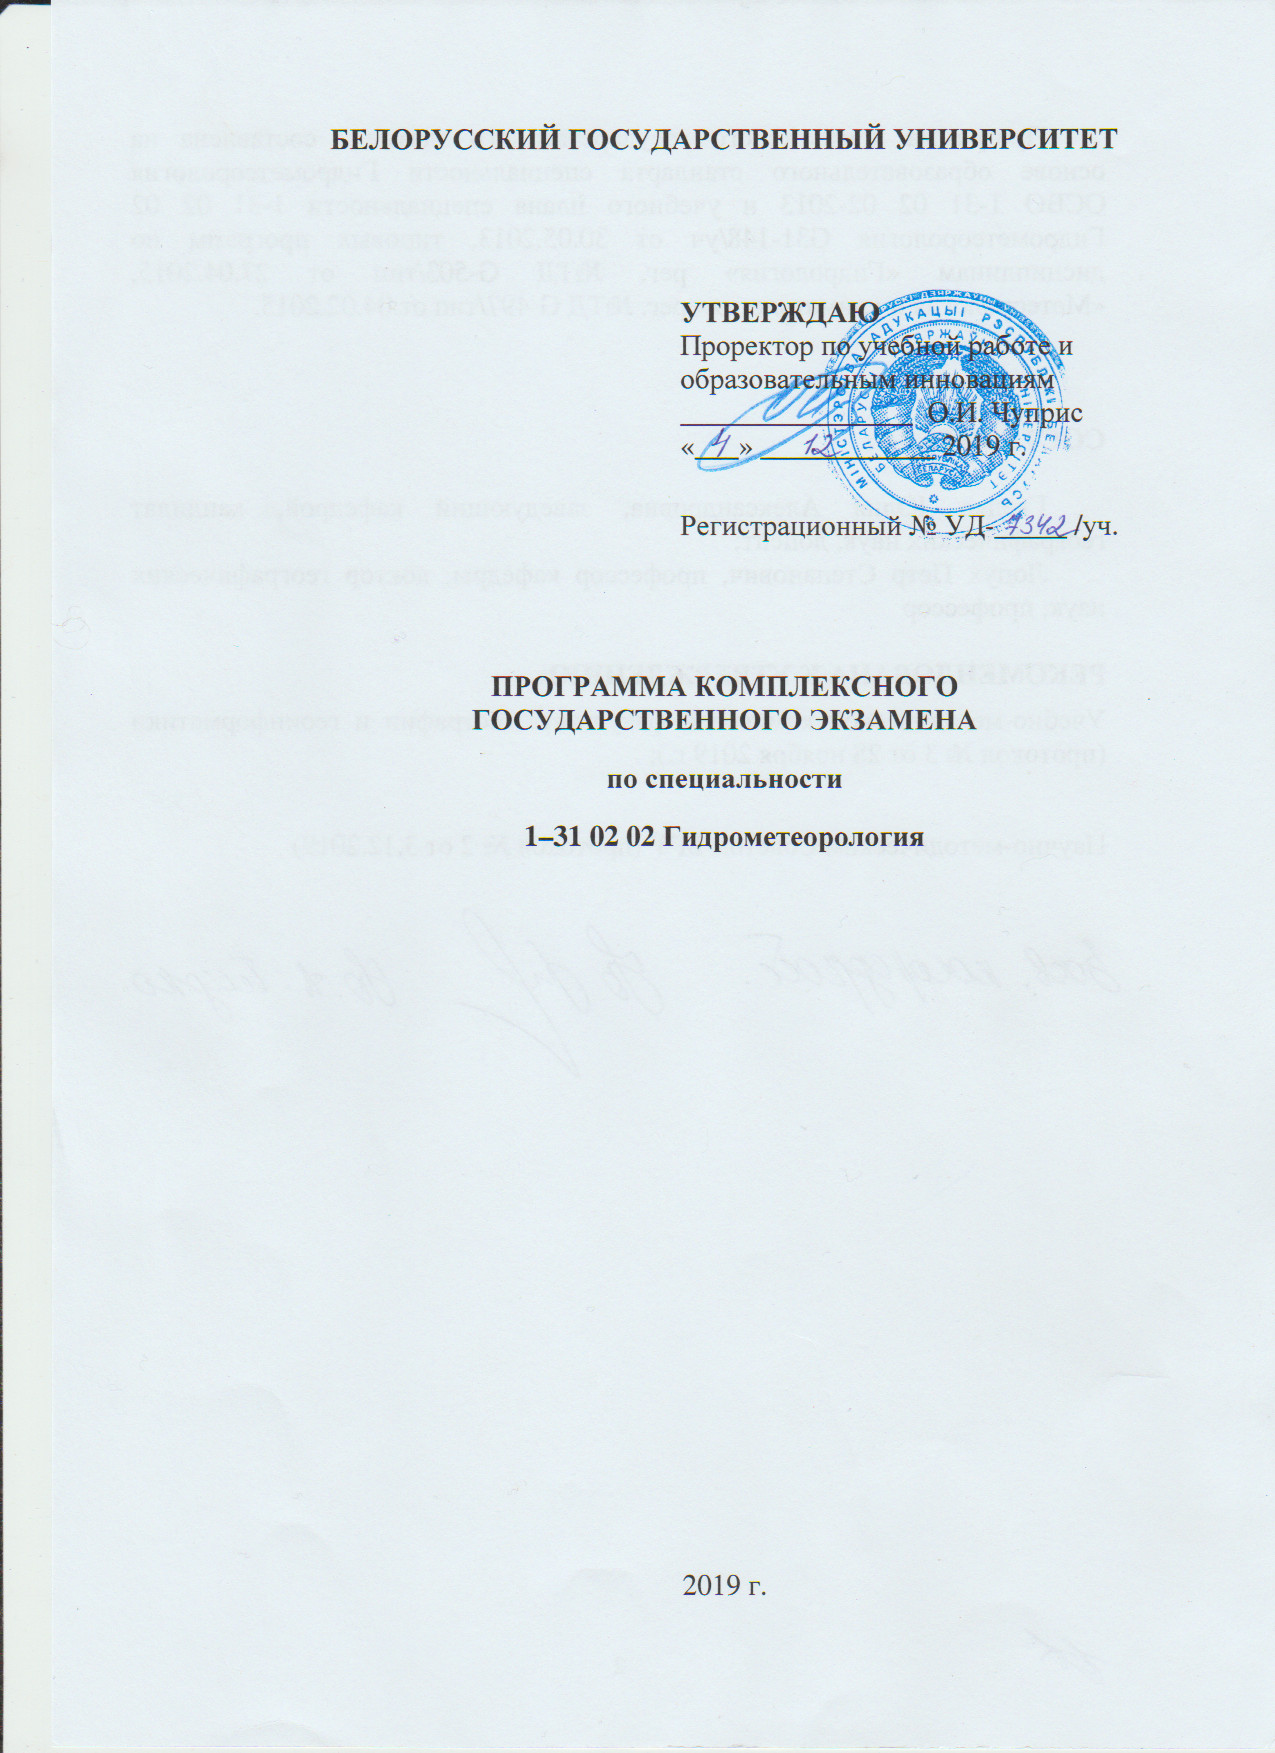 БЕЛОРУССКИЙ ГОСУДАРСТВЕННЫЙ УНИВЕРСИТЕТ
УТВЕРЖДАЮ
Проректор по учебной работе и
образовательным инновациям
________________ О.И. Чуприс
«4» 12 2019 г.
Регистрационный № УД-7342/уч.
ПРОГРАММА КОМПЛЕКСНОГО
ГОСУДАРСТВЕННОГО ЭКЗАМЕНА
по специальности
1–31 02 02 Гидрометеорология
2019 г.